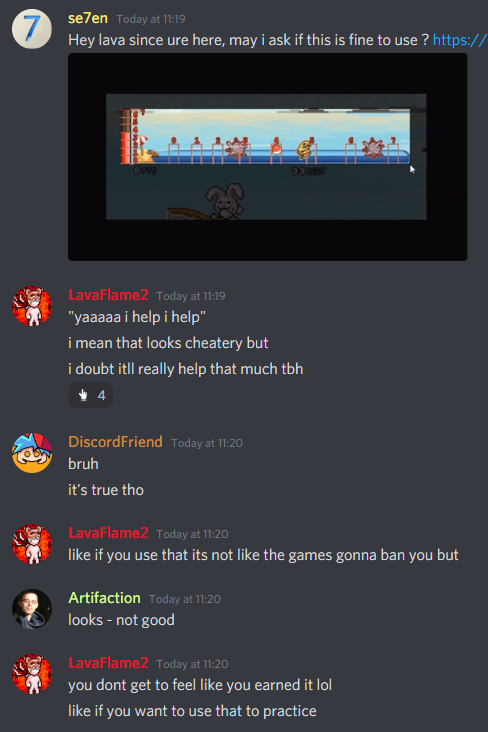 se7en Today at 11:19
Hey lava since ure here, may i ask if this is fine to use ? https://
LavaFlame2 Today at 11:19
"yaaaaa i help i help"
i mean that looks cheatery but
i doubt itll really help that much tbh
4
DiscordFriend Today at 11:20
bruh
it's true tho
LavaFlame2 Today at 11:20
like if you use that its not like the games gonna ban you but
Artifaction Today at 11:20
looks - not good
LavaFlame2 Today at 11:20
you dont get to feel like you earned it lol
like if you want to use that to practice